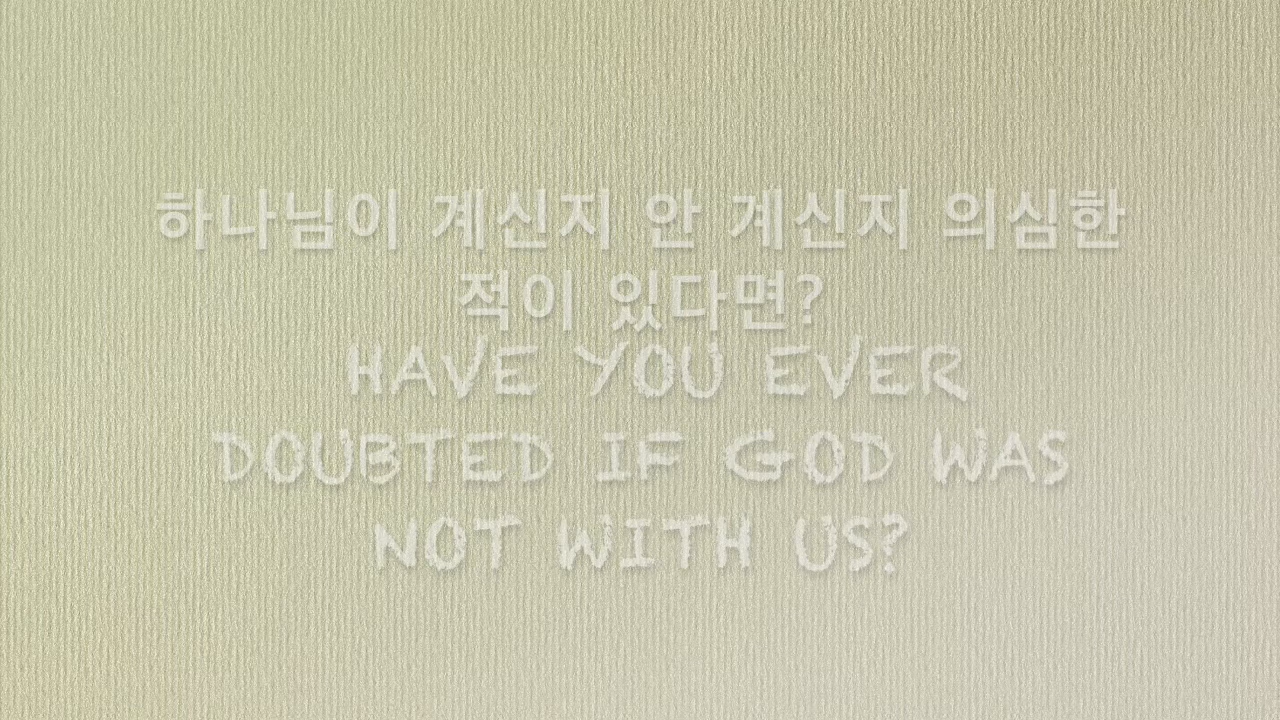 하나님이 계신지 안 계신지 의심한
적이 있다면?
HAVE YOU EVER
DOUBTED IF GOD WAS
NOT WITH US?